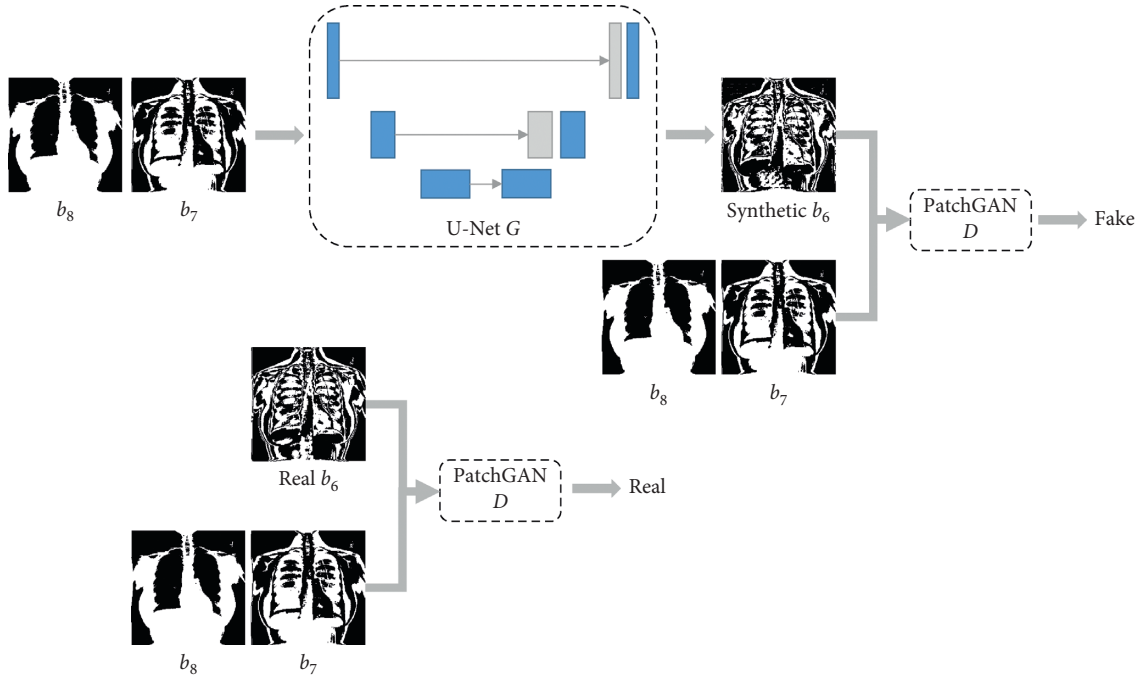 b8
b7
U-Net G
Synthetic b6
PatchGAN
D
Fake
b8
b7
Real b6
PatchGAN
D
Real
b8
b7